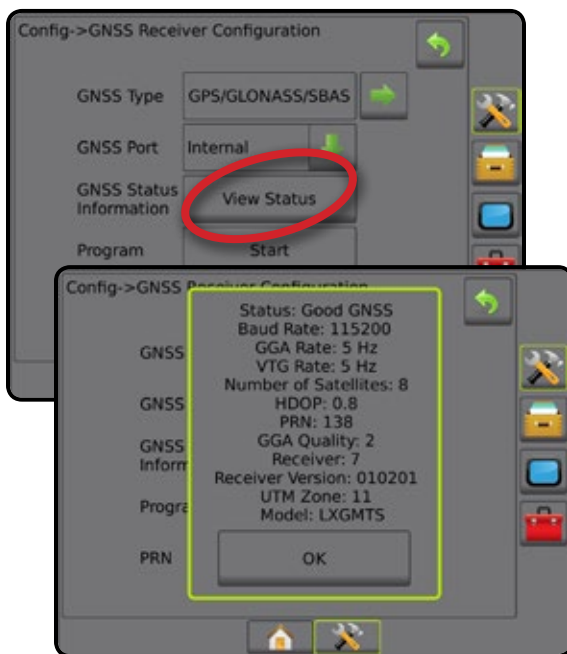 Config->GNSS Receiver Configuration
GNSS Type
GPS/GLONASS/SBAS
GNSS Port
Internal
GNSS Status
Information
View Status
Program
Start
Config->GNSS Receiver Configuration
Status: Good GNSS
Baud Rate: 115200
GGA Rate: 5 Hz
VTG Rate: 5 Hz
Number of Satellites: 8
HDOP: 0.8
PRN: 138
GGA Quality: 2
Receiver: 7
Receiver Version: 010201
UTM Zone: 11
Model: LXGMTS
OK
GNSS
GNSS
GNSS
Inform
Progra
PRN